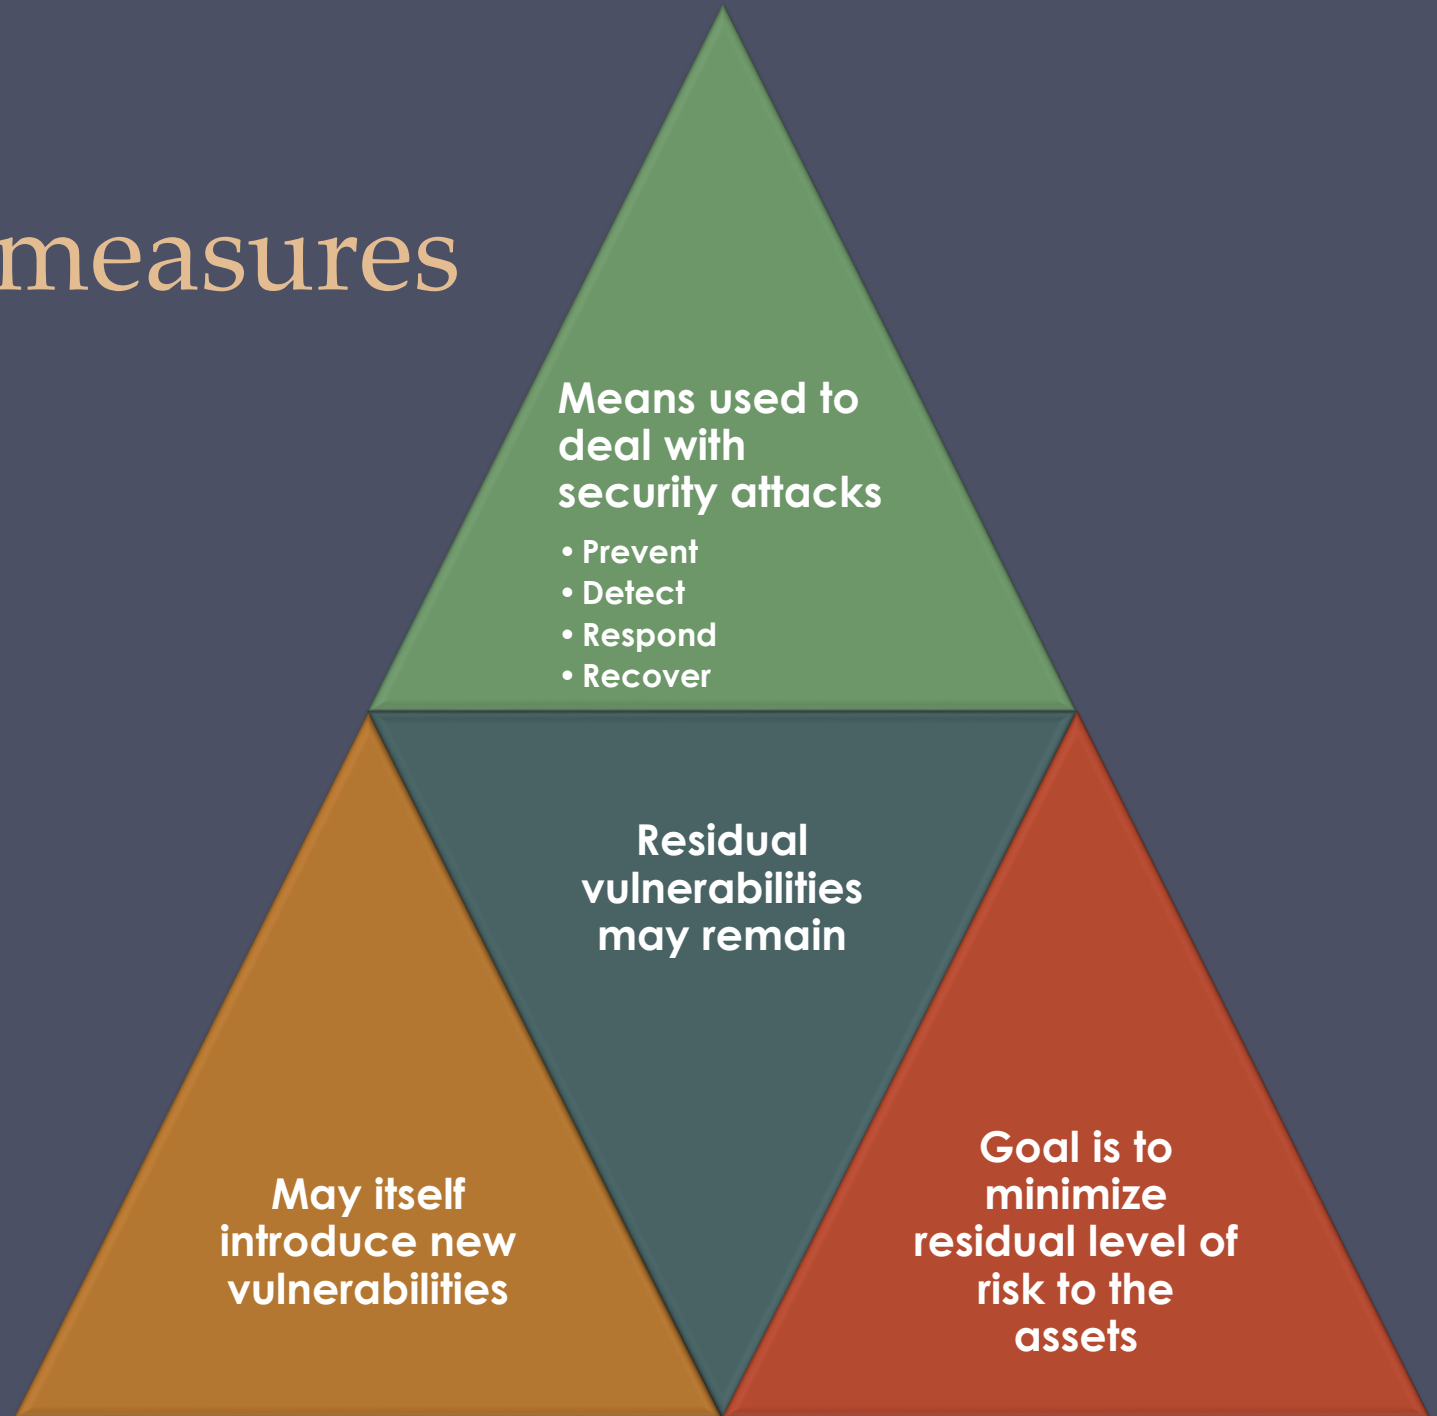 measures
Means used to
deal with
security attacks
• Prevent
• Detect
• Respond
• Recover
Residual
vulnerabilities
may remain
May itself
introduce new
vulnerabilities
Goal is to
minimize
residual level of
risk to the
assets